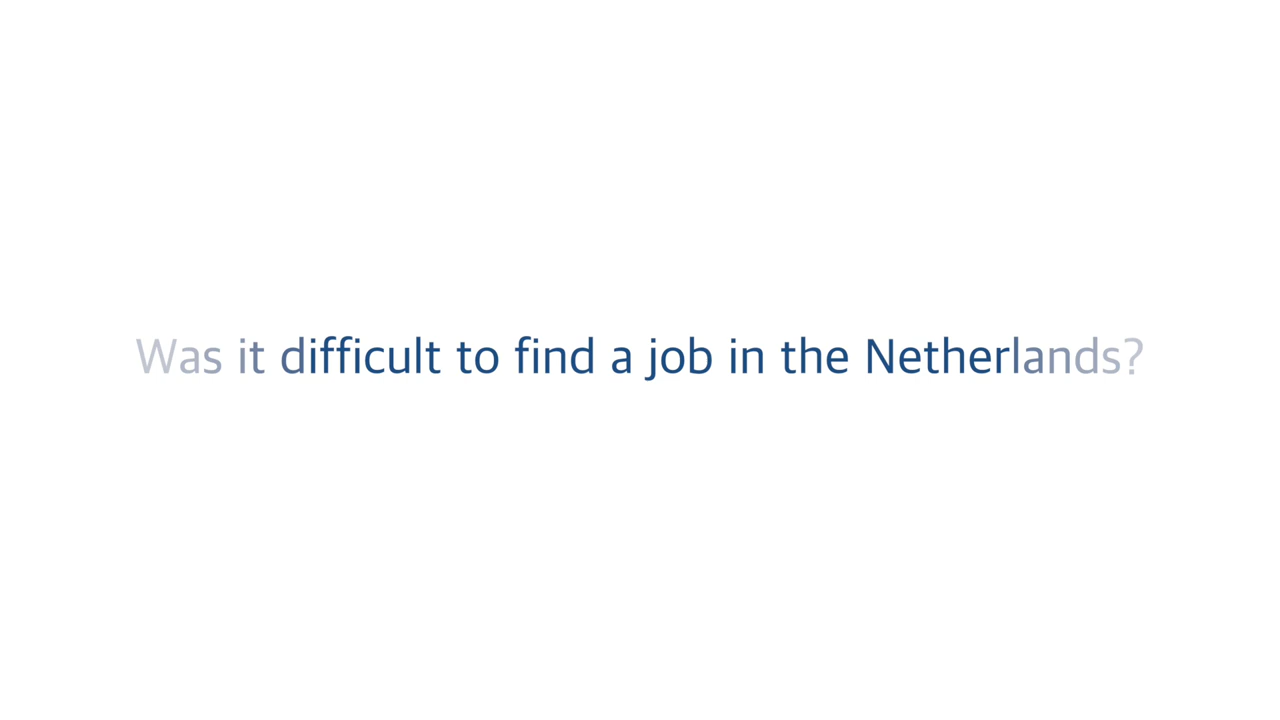 Was it difficult to find a job in the Netherlands?